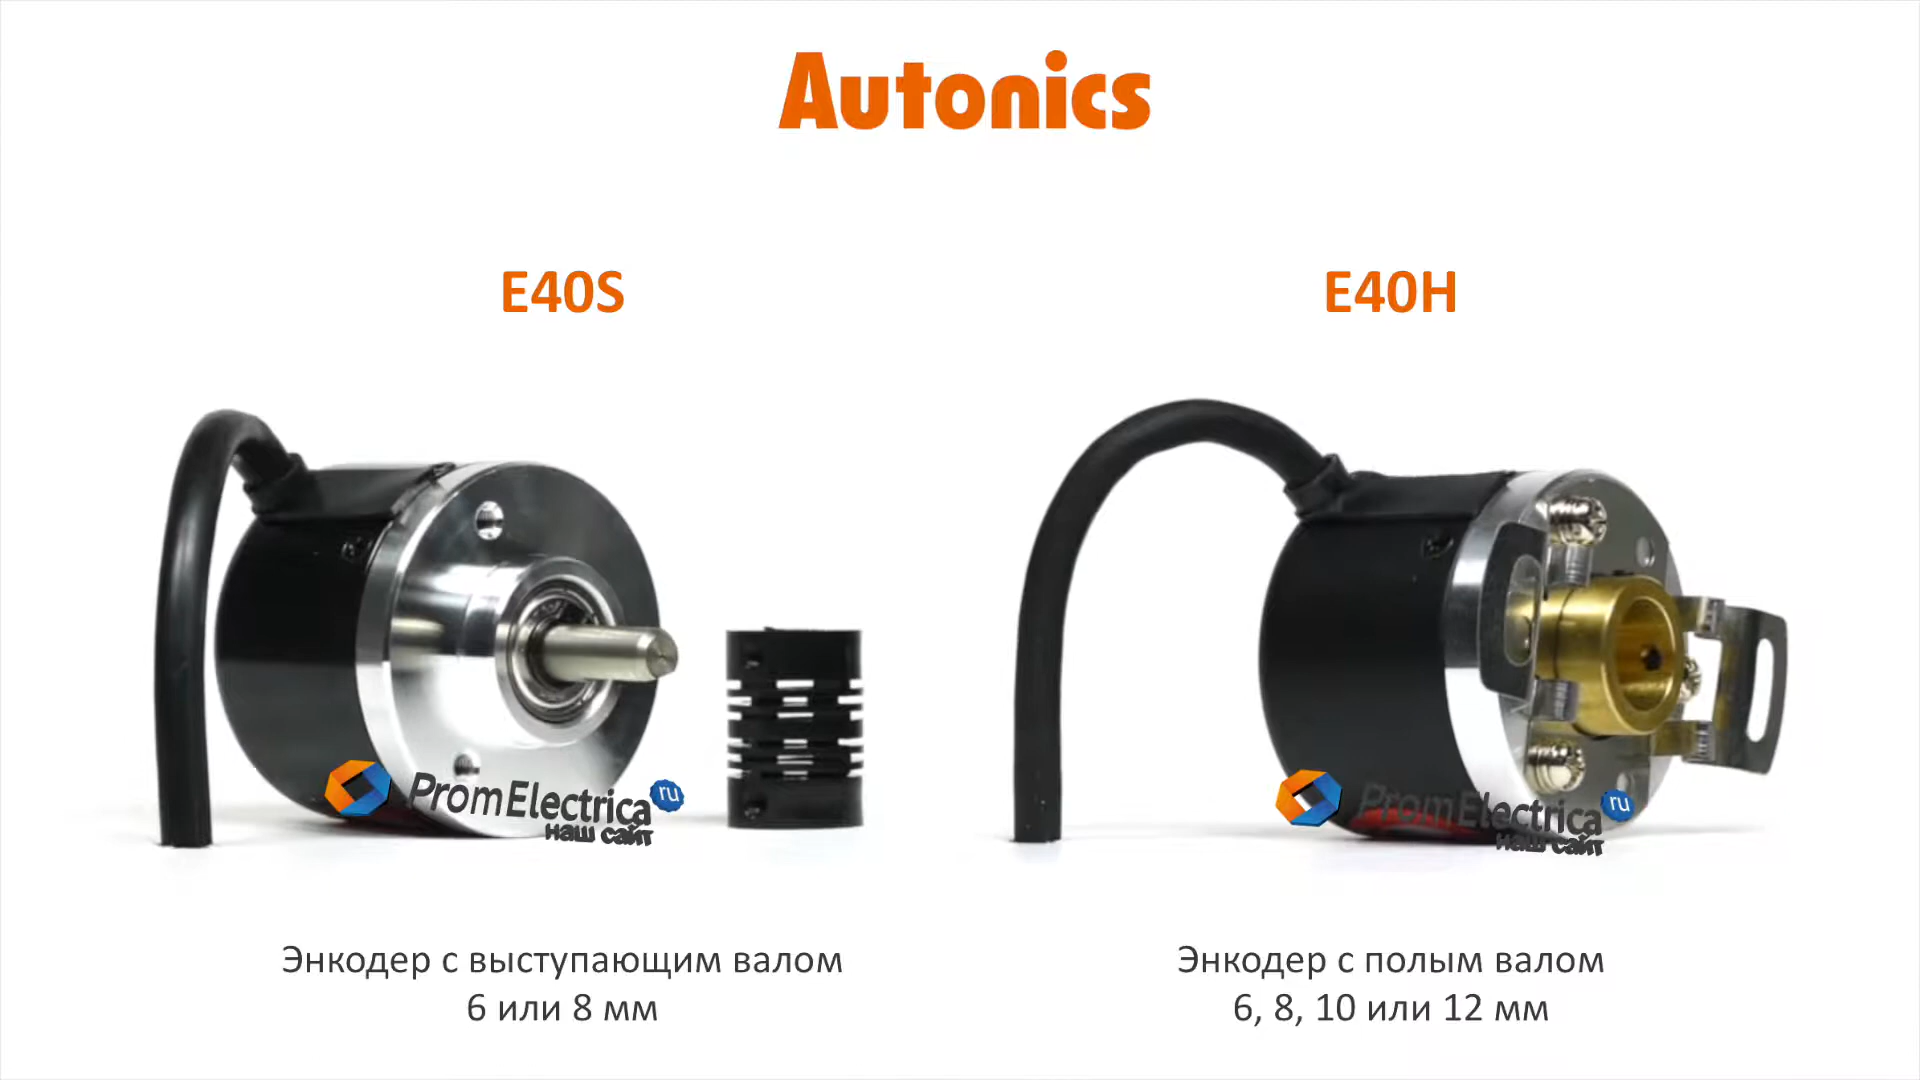 Autonics
E40S
E40H
PromElectrica ru
наш сайт
PromElectrica ru
наш сайт
Энкодер с выступающим валом
6 или 8 мм
Энкодер с полым валом
6, 8, 10 или 12 мм